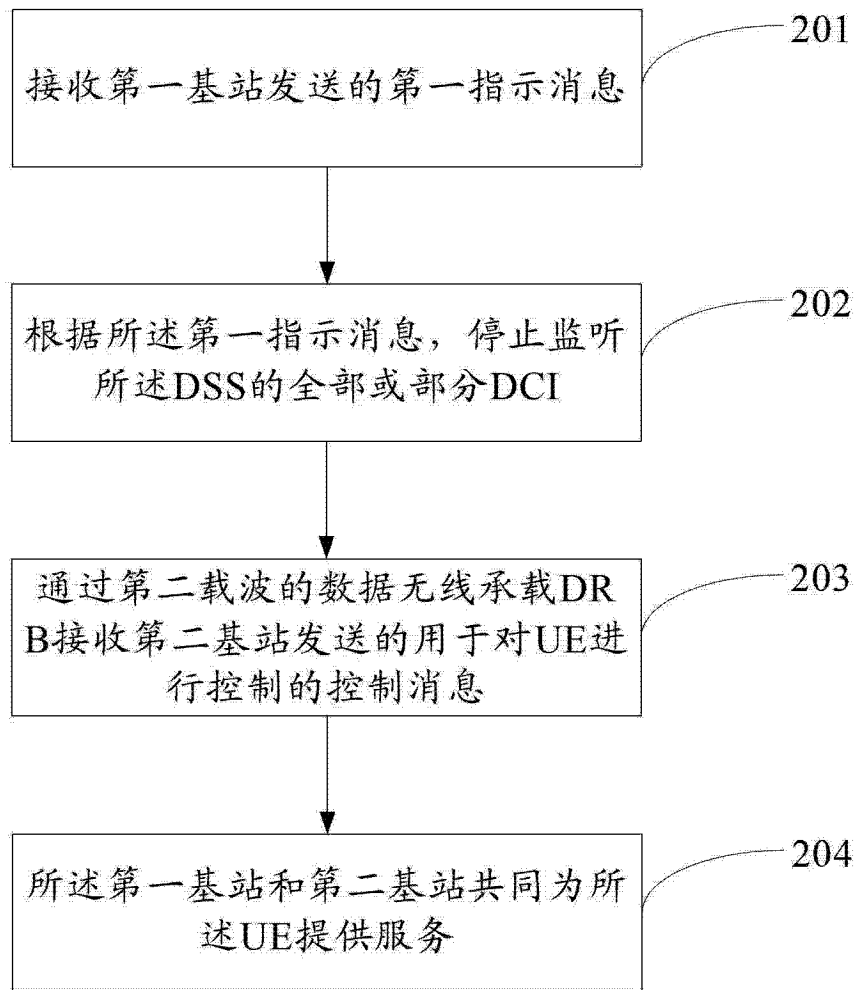 接收第一基站发送的第一指示消息
201
根据所述第一指示消息，停止监听
所述DSS的全部或部分DCI
202
通过第二载波的数据无线承载DR
B接收第二基站发送的用于对UE进
行控制的控制消息
203
所述第一基站和第二基站共同为所
述UE提供服务
204